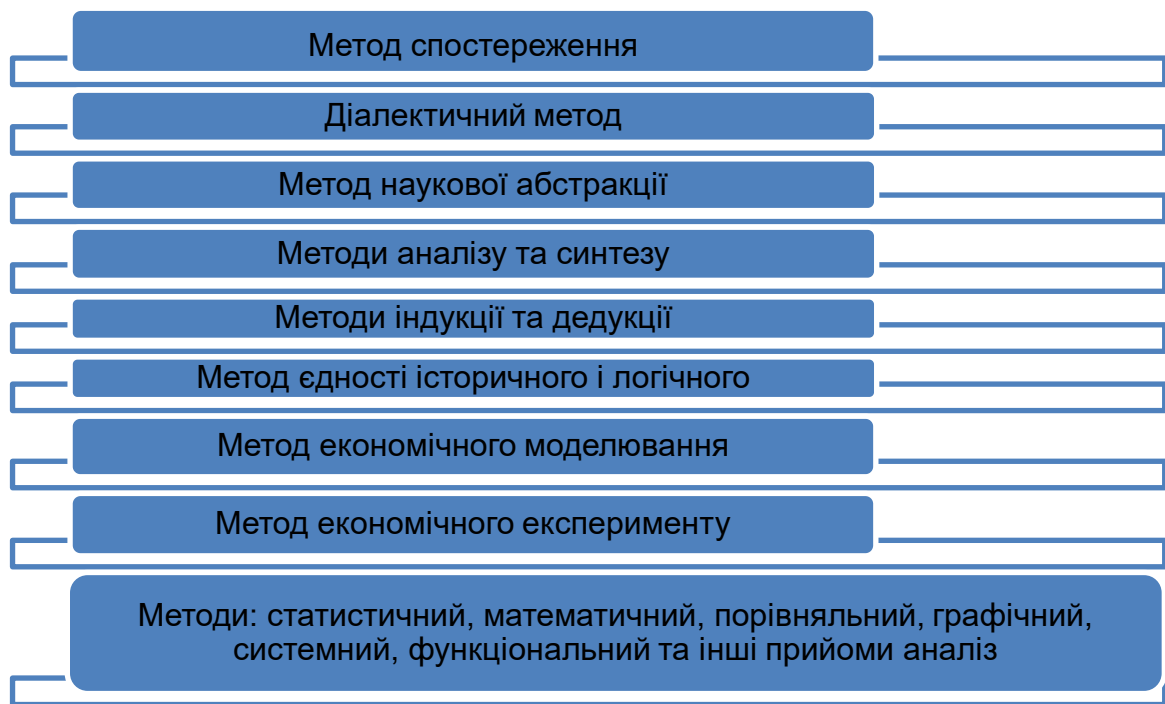 Метод спостереження
Діалектичний метод
Метод наукової абстракції
Методи аналізу та синтезу
Методи індукції та дедукції
Метод єдності історичного і логічного
Метод економічного моделювання
Метод економічного експерименту
Методи: статистичний, математичний, порівняльний, графічний,
системний, функціональний та інші прийоми аналіз